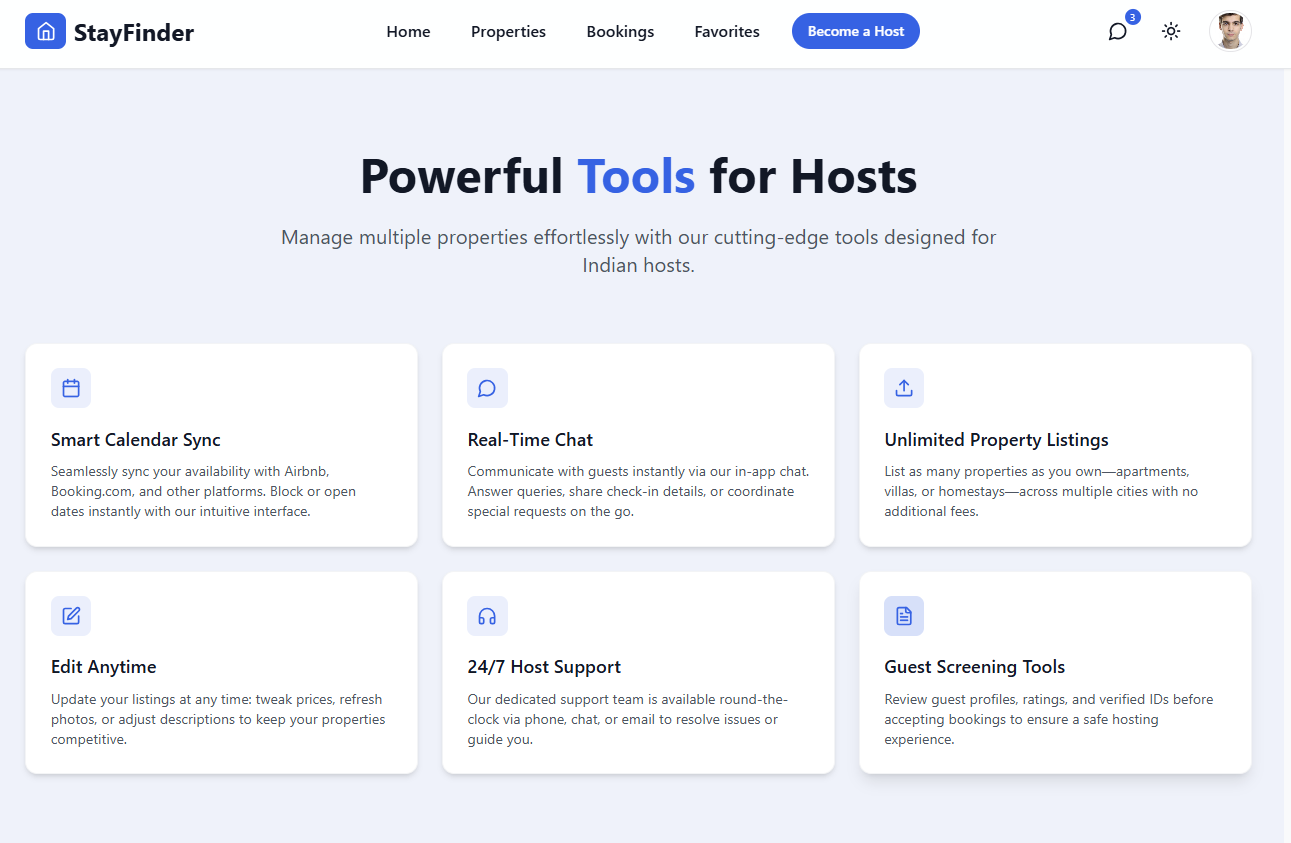 StayFinder
Home
Properties
Bookings
Favorites
Become a Host
3
Powerful Tools for Hosts
Manage multiple properties effortlessly with our cutting-edge tools designed for
Indian hosts.
Smart Calendar Sync
Seamlessly sync your availability with Airbnb,
Booking.com, and other platforms. Block or open
dates instantly with our intuitive interface.
Real-Time Chat
Communicate with guests instantly via our in-app chat.
Answer queries, share check-in details, or coordinate
special requests on the go.
Unlimited Property Listings
List as many properties as you own—apartments,
villas, or homestays—across multiple cities with no
additional fees.
Edit Anytime
Update your listings at any time: tweak prices, refresh
photos, or adjust descriptions to keep your properties
competitive.
24/7 Host Support
Our dedicated support team is available round-the-
clock via phone, chat, or email to resolve issues or
guide you.
Guest Screening Tools
Review guest profiles, ratings, and verified IDs before
accepting bookings to ensure a safe hosting
experience.